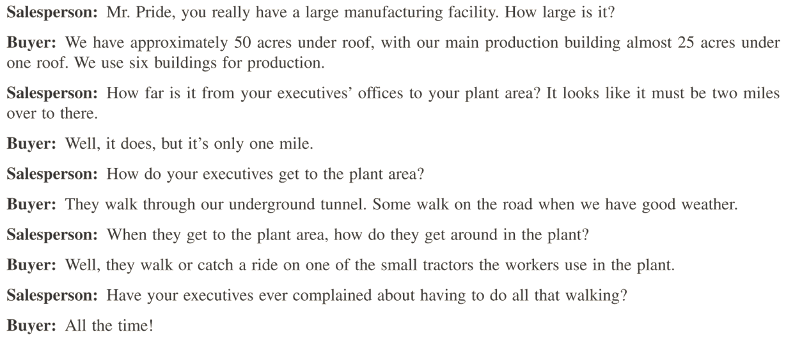 Salesperson: Mr. Pride, you really have a large manufacturing facility. How large is it?
Buyer: We have approximately 50 acres under roof, with our main production building almost 25 acres under
one roof. We use six buildings for production.
Salesperson: How far is it from your executives’ offices to your plant area? It looks like it must be two miles
over to there.
Buyer: Well, it does, but it’s only one mile.
Salesperson: How do your executives get to the plant area?
Buyer: They walk through our underground tunnel. Some walk on the road when we have good weather.
Salesperson: When they get to the plant area, how do they get around in the plant?
Buyer: Well, they walk or catch a ride on one of the small tractors the workers use in the plant.
Salesperson: Have your executives ever complained about having to do all that walking?
Buyer: All the time!